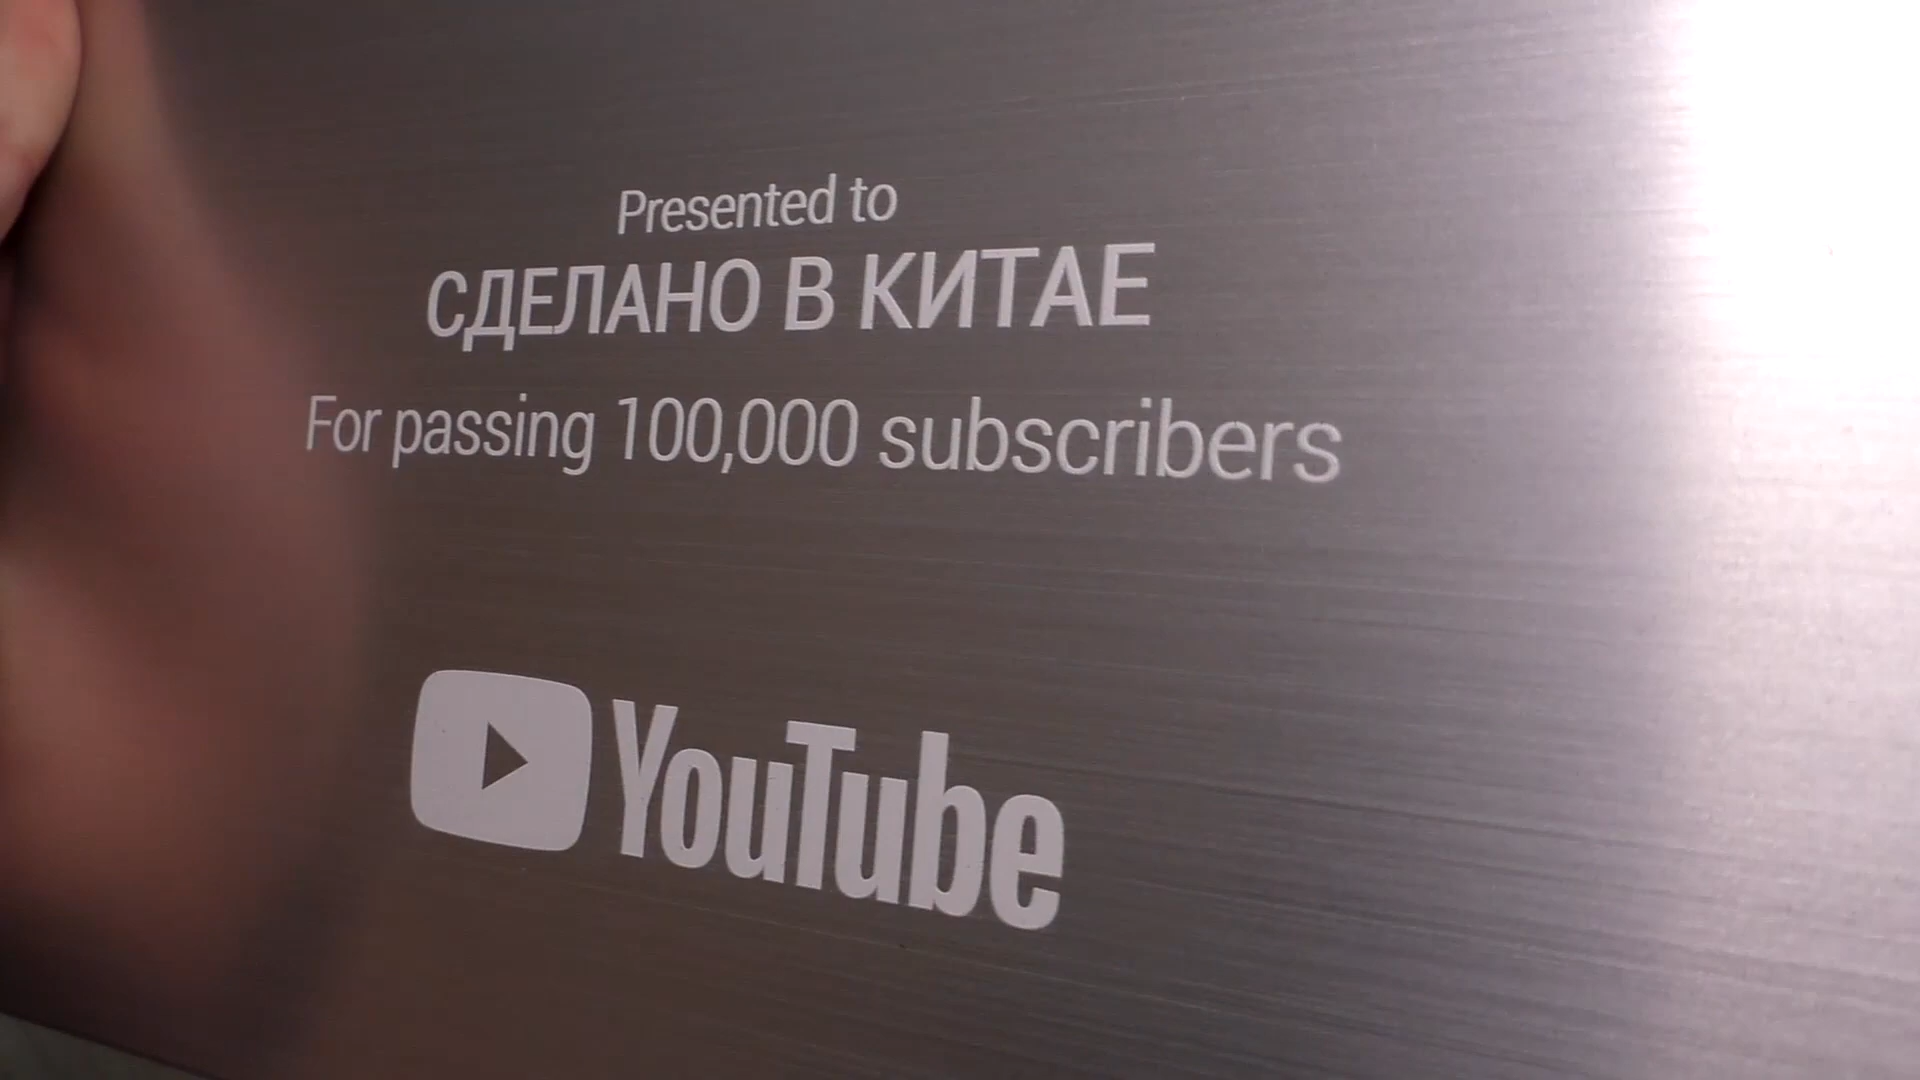 Presented to
СДЕЛАНО В КИТАЕ
For passing 100,000 subscribers
YouTube